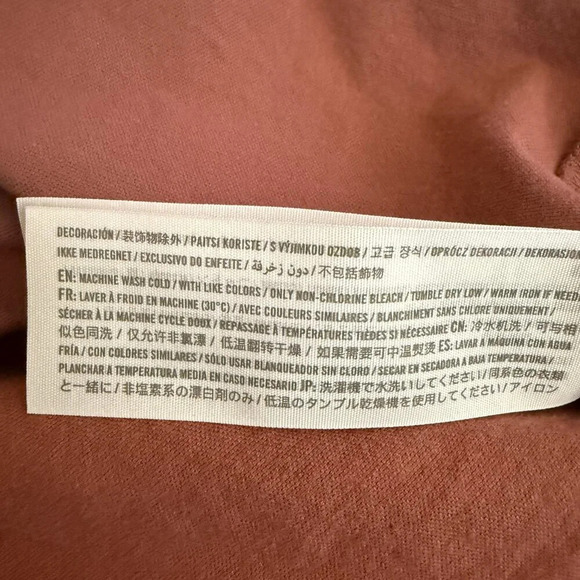 DECORACIÓN / 装饰物除外 / PAITSI KORISTE / S VÝJIMKOU OZDOB / 고급 장식 / OPRÓCZ DEKORACJI / DEKORASION
IKKE MEDREGNET / EXCLUSIVO DO ENFEITE / دون زخرفة / 不包括飾物
EN: MACHINE WASH COLD / WITH LIKE COLORS / ONLY NON-CHLORINE BLEACH / TUMBLE DRY LOW / WARM IRON IF NEED
FR: LAVER À FROID EN MACHINE (30°C) / AVEC COULEURS SIMILAIRES / BLANCHIMENT SANS CHLORE UNIQUEMENT /
SÉCHER À LA MACHINE CYCLE DOUX / REPASSAGE À TEMPÉRATURES TIÈDES SI NÉCESSAIRE CN: 冷水机洗 / 可与相
似色同洗 / 仅允许非氯漂 / 低温翻转干燥 / 如果需要可中温熨烫 ES: LAVAR A MÁQUINA CON AGUA
FRÍA / CON COLORES SIMILARES / SÓLO USAR BLANQUEADOR SIN CLORO / SECAR EN SECADORA A BAJA TEMPERATURA /
PLANCHAR A TEMPERATURA MEDIA EN CASO NECESARIO JP: 洗濯機で水洗いしてください / 同系色の衣類
と一緒に / 非塩素系の漂白剤のみ / 低温のタンブル乾燥機を使用してください / アイロン